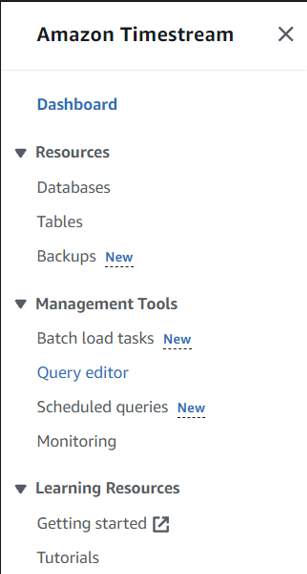 Amazon Timestream
Dashboard
Resources
Databases
Tables
Backups New
Management Tools
Batch load tasks New
Query editor
Scheduled queries New
Monitoring
Learning Resources
Getting started
Tutorials